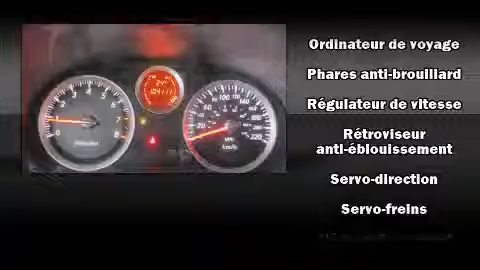 Ordinateur de voyage
Phares anti-brouillard
Régulateur de vitesse
Rétroviseur
anti-éblouissement
Servo-direction
Servo-freins